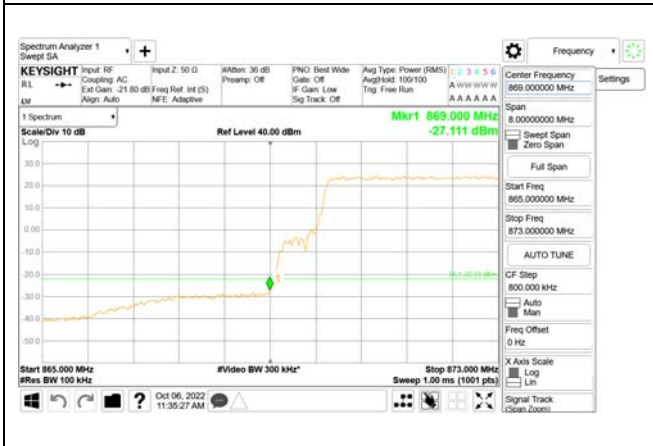 Spectrum Analyzer 1
Swept SA
+
Frequency
KEYSIGHT
Input: RF
Input Z: 50 Ω
#Atten: 36 dB
PNO: Best Wide
Avg Type: Power (RMS)
1 2 3 4 5 6
RL
Coupling: AC
Preamp: Off
Gate: Off
Avg|Hold: 100/100
A W W W W W
Ext Gain: -21.80 dB
Freq Ref: Int (S)
IF Gain: Low
Trig: Free Run
Align: Auto
NFE: Adaptive
Sig Track: Off
A A A A A A
1 Spectrum
Mkr1 869.000 MHz
Scale/Div 10 dB
Ref Level 40.00 dBm
-27.111 dBm
Log
30.0
20.0
10.0
0.00
-10.0
-20.0
-30.0
-40.0
-50.0
1
Start 865.000 MHz
#Video BW 300 kHz*
Stop 873.000 MHz
#Res BW 100 kHz
Sweep 1.00 ms (1001 pts)
?
Oct 06, 2022
11:35:27 AM
Center Frequency
869.000000 MHz
Settings
Span
8.00000000 MHz
Swept Span
Zero Span
Full Span
Start Freq
865.000000 MHz
Stop Freq
873.000000 MHz
AUTO TUNE
CF Step
800.000 kHz
Auto
Man
Freq Offset
0 Hz
X Axis Scale
Log
Lin
Signal Track
(Span Zoom)